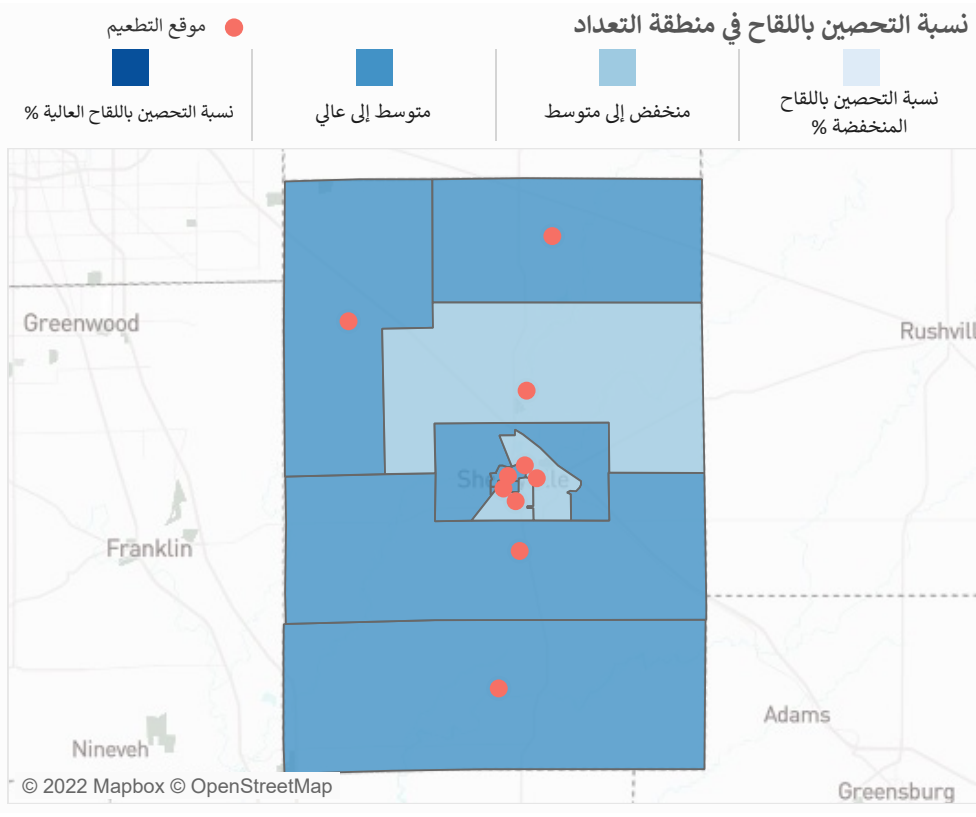 نسبة التحصين باللقاح في منطقة التعداد
موقع التطعيم
نسبة التحصين باللقاح
المنخفضة %
منخفض إلى متوسط
متوسط إلى عالي
نسبة التحصين باللقاح العالية %
Greenwood
Rushvill
Franklin
Adams
Nineveh
Greensburg
© 2022 Mapbox © OpenStreetMap